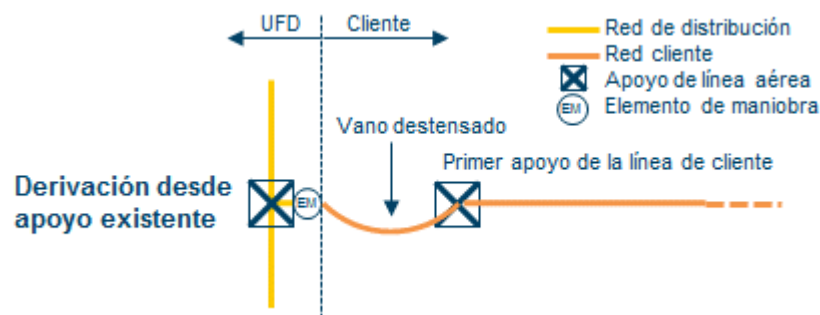 UFD
Cliente
Red de distribución
Red cliente
Apoyo de línea aérea
EM
Elemento de maniobra
Vano destensado
Primer apoyo de la línea de cliente
Derivación desde
apoyo existente
EM